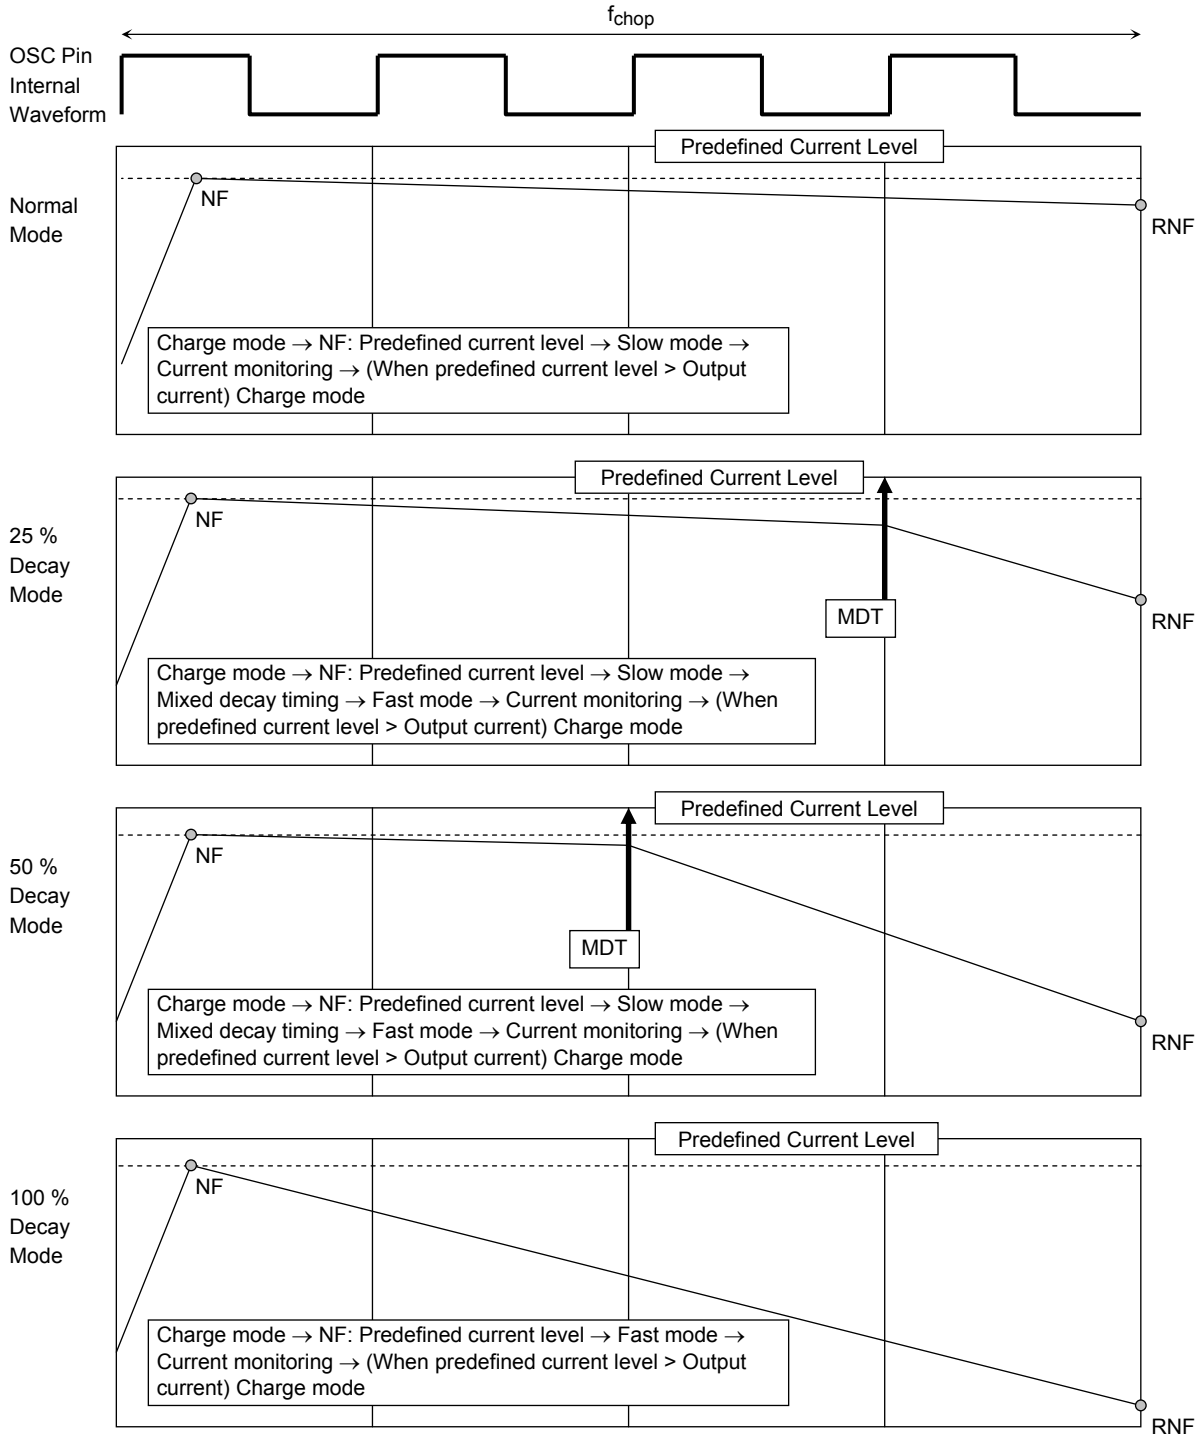 fchop
OSC Pin
Internal
Waveform
Predefined Current Level
NF
Normal
Mode
RNF
Charge mode → NF: Predefined current level → Slow mode →
Current monitoring → (When predefined current level > Output
current) Charge mode
Predefined Current Level
NF
25 %
Decay
Mode
MDT
RNF
Charge mode → NF: Predefined current level → Slow mode →
Mixed decay timing → Fast mode → Current monitoring → (When
predefined current level > Output current) Charge mode
Predefined Current Level
NF
50 %
Decay
Mode
MDT
RNF
Charge mode → NF: Predefined current level → Slow mode →
Mixed decay timing → Fast mode → Current monitoring → (When
predefined current level > Output current) Charge mode
Predefined Current Level
NF
100 %
Decay
Mode
Charge mode → NF: Predefined current level → Fast mode →
Current monitoring → (When predefined current level > Output
current) Charge mode
RNF